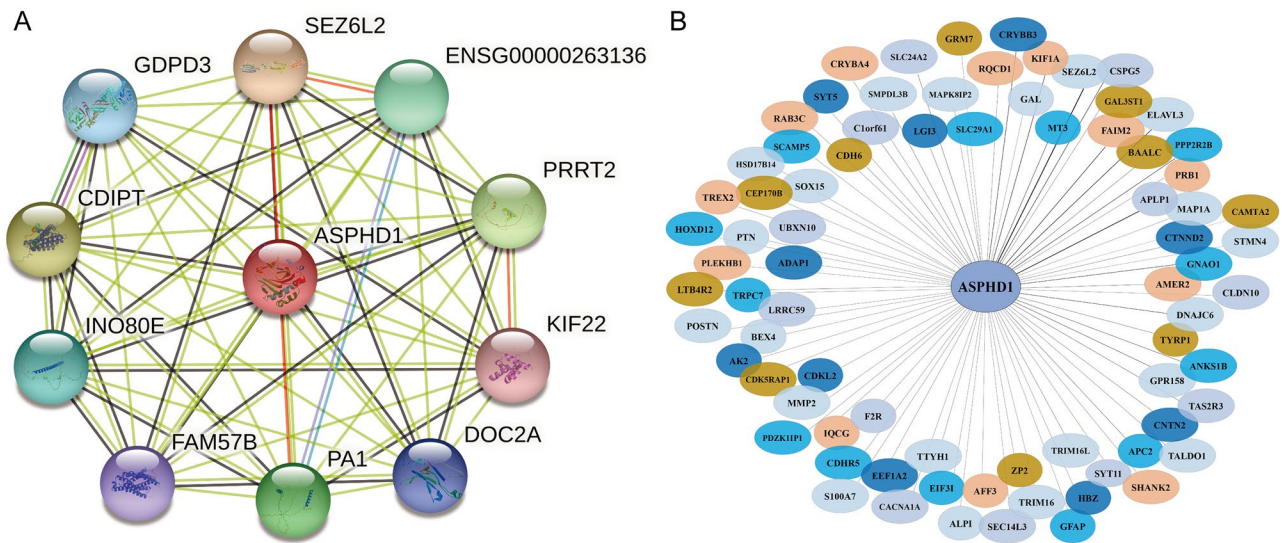 A
SEZ6L2
ENSG00000263136
GDPD3
PRRT2
CDIPT
ASPHD1
INO80E
KIF22
FAM57B
PA1
DOC2A
B
CRYBB3
GRM7
KIF1A
SLC24A2
CRYBA4
RQCD1
SEZ6L2
CSPG5
SMPDL3B
MAPK8IP2
GAL
SYT5
GAL3ST1
ELAVL3
RAB3C
C1orf61
LGI3
SLC29A1
MT3
FAIM2
SCAMP5
CDH6
BAALC
PPP2R2B
HSD17B14
PRB1
CEP170B
SOX15
TREX2
APLP1
MAP1A
CAMTA2
HOXD12
PTN
UBXN10
CTNND2
STMN4
PLEKHB1
ADAP1
GNAO1
LTB4R2
TRPC7
ASPHD1
AMER2
CLDN10
LRRC59
POSTN
DNAJC6
BEX4
TYRP1
AK2
ANKS1B
CDK5RAP1
CDKL2
GPR158
MMP2
TAS2R3
F2R
CNTN2
PDZK1IP1
IQCG
APC2
TALDO1
CDHR5
TTYH1
TRIM16L
EEF1A2
ZP2
SYT11
SHANK2
S100A7
EIF3I
AFF3
HBZ
CACNA1A
TRIM16
ALPI
SEC14L3
GFAP